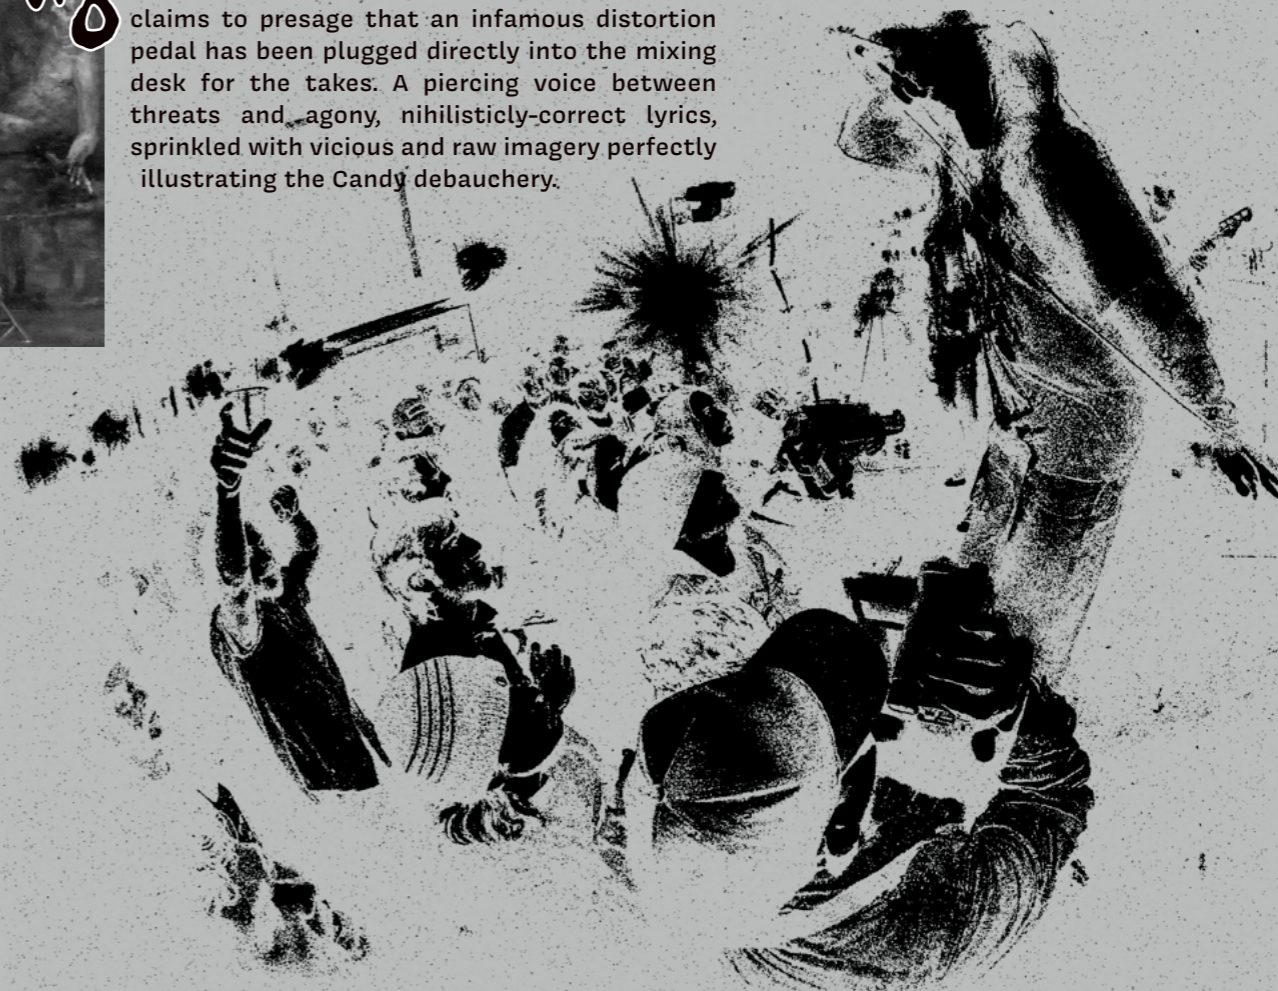 claims to presage that an infamous distortion
pedal has been plugged directly into the mixing
desk for the takes. A piercing voice between
threats and agony, nihilisticly-correct lyrics,
sprinkled with vicious and raw imagery perfectly
illustrating the Candy debauchery.